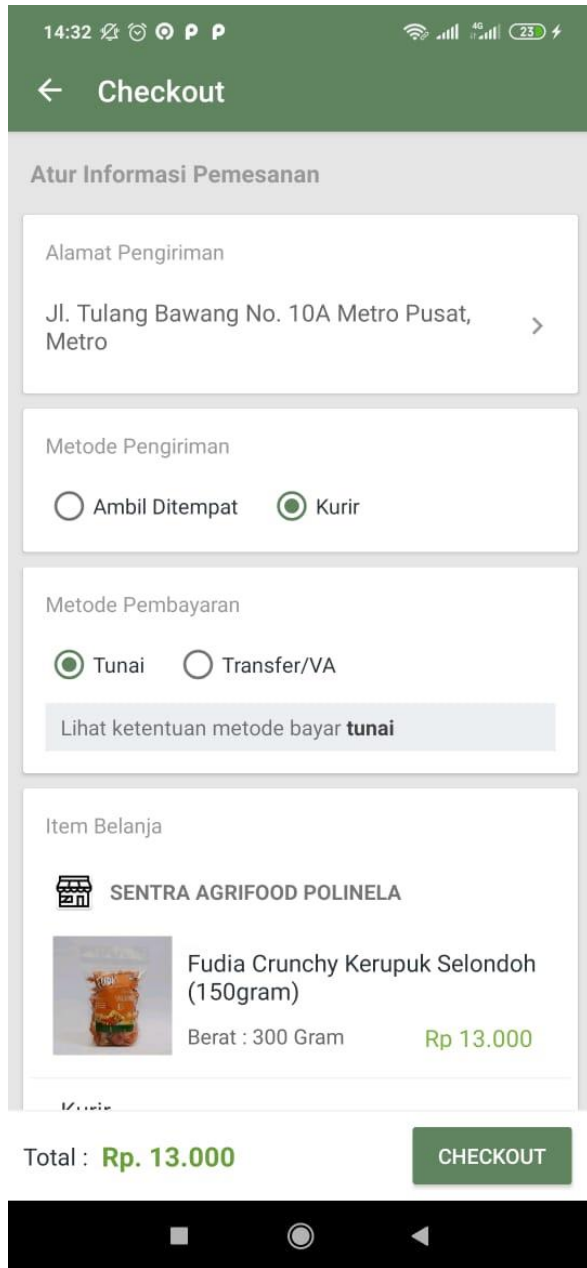 14:32
4G
23
Checkout
Atur Informasi Pemesanan
Alamat Pengiriman
Jl. Tulang Bawang No. 10A Metro Pusat,
Metro
Metode Pengiriman
Ambil Ditempat Kurir
Metode Pembayaran
Tunai Transfer/VA
Lihat ketentuan metode bayar tunai
Item Belanja
SENTRA AGRIFOOD POLINELA
Fudia Crunchy Kerupuk Selondoh
(150gram)
Berat : 300 Gram Rp 13.000
Kurir
Total : Rp. 13.000 CHECKOUT